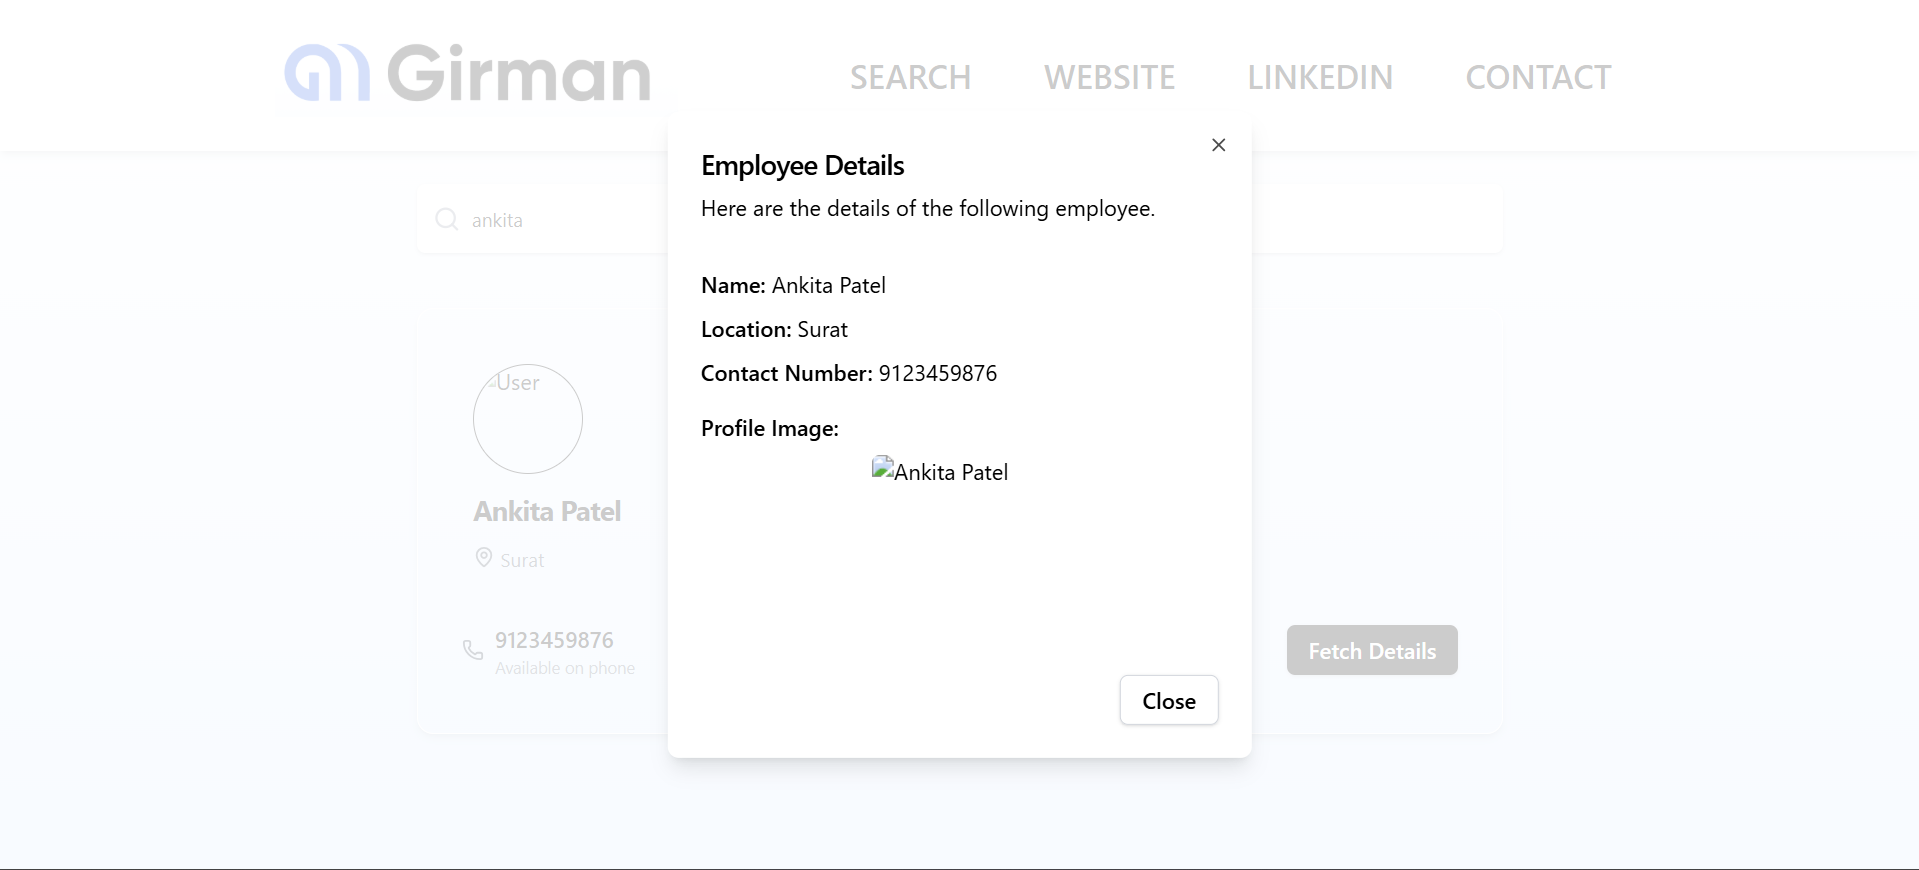 Girman
SEARCH WEBSITE LINKEDIN CONTACT
ankita
User
Ankita Patel
Surat
9123459876
Available on phone
Fetch Details
Employee Details
Here are the details of the following employee.
Name: Ankita Patel
Location: Surat
Contact Number: 9123459876
Profile Image:
Ankita Patel
Close